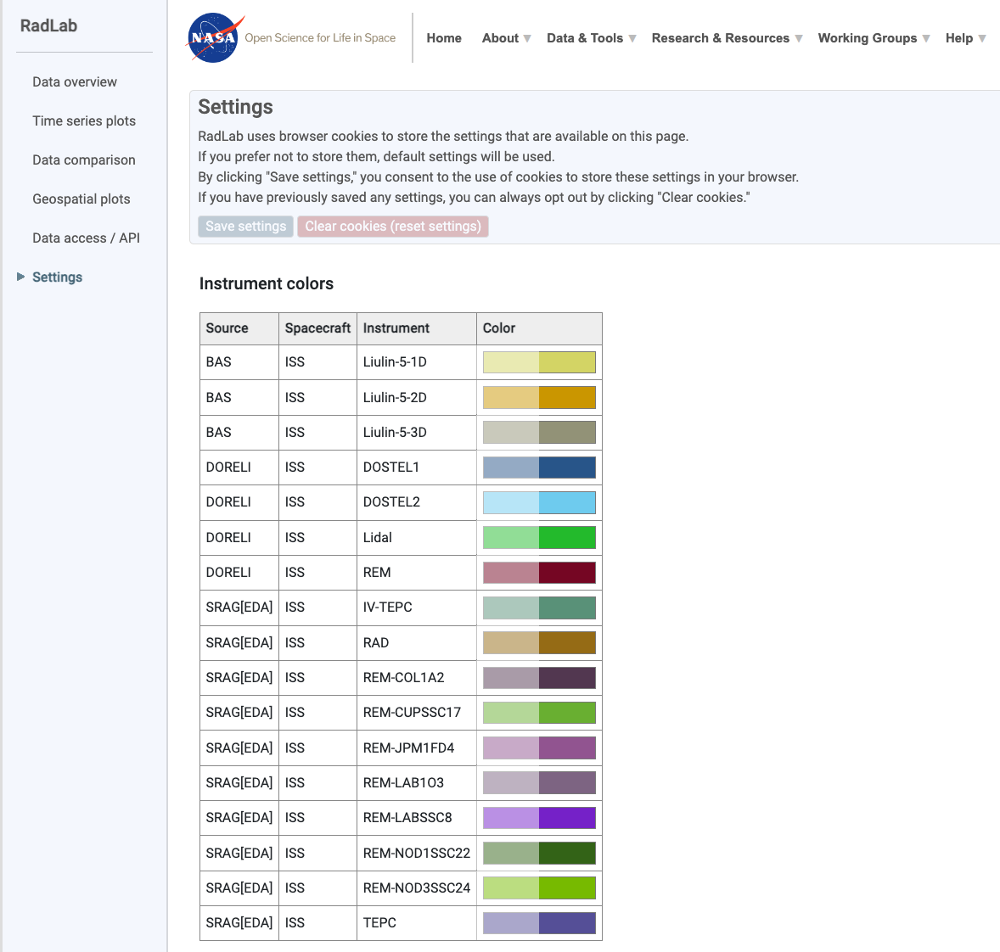 RadLab
Data overview
Time series plots
Data comparison
Geospatial plots
Data access / API
Settings
NASA
Open Science for Life in Space
Home About Data & Tools Research & Resources Working Groups Help
Settings
RadLab uses browser cookies to store the settings that are available on this page.
If you prefer not to store them, default settings will be used.
By clicking "Save settings," you consent to the use of cookies to store these settings in your browser.
If you have previously saved any settings, you can always opt out by clicking "Clear cookies."
Save settings Clear cookies (reset settings)
Instrument colors
Source Spacecraft Instrument Color
BAS ISS Liulin-5-1D
BAS ISS Liulin-5-2D
BAS ISS Liulin-5-3D
DORELI ISS DOSTEL1
DORELI ISS DOSTEL2
DORELI ISS Lidal
DORELI ISS REM
SRAG[EDA] ISS IV-TEPC
SRAG[EDA] ISS RAD
SRAG[EDA] ISS REM-COL1A2
SRAG[EDA] ISS REM-CUPSSC17
SRAG[EDA] ISS REM-JPM1FD4
SRAG[EDA] ISS REM-LAB1O3
SRAG[EDA] ISS REM-LABSSC8
SRAG[EDA] ISS REM-NOD1SSC22
SRAG[EDA] ISS REM-NOD3SSC24
SRAG[EDA] ISS TEPC